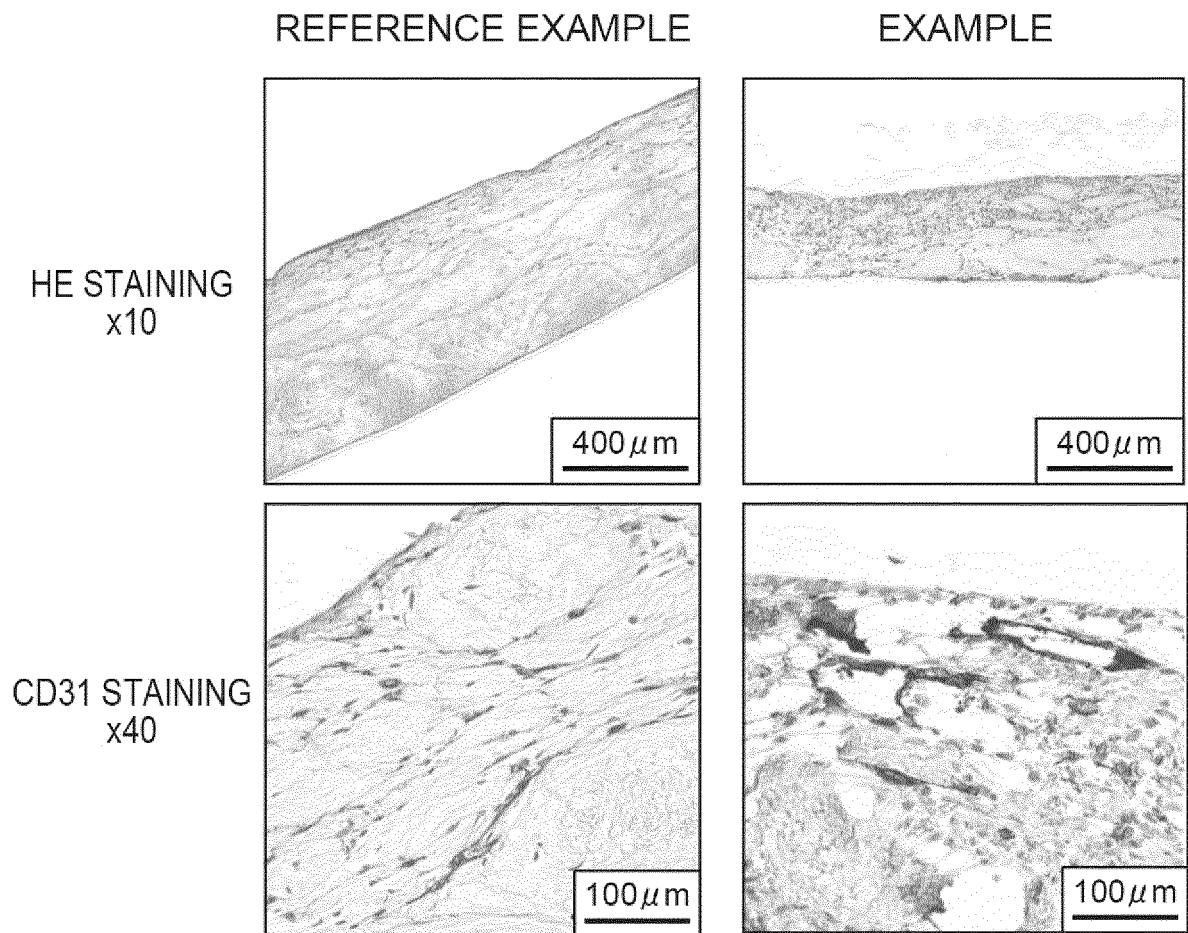 REFERENCE EXAMPLE
EXAMPLE
HE STAINING
x10
400μm
400μm
CD31 STAINING
x40
100μm
100μm